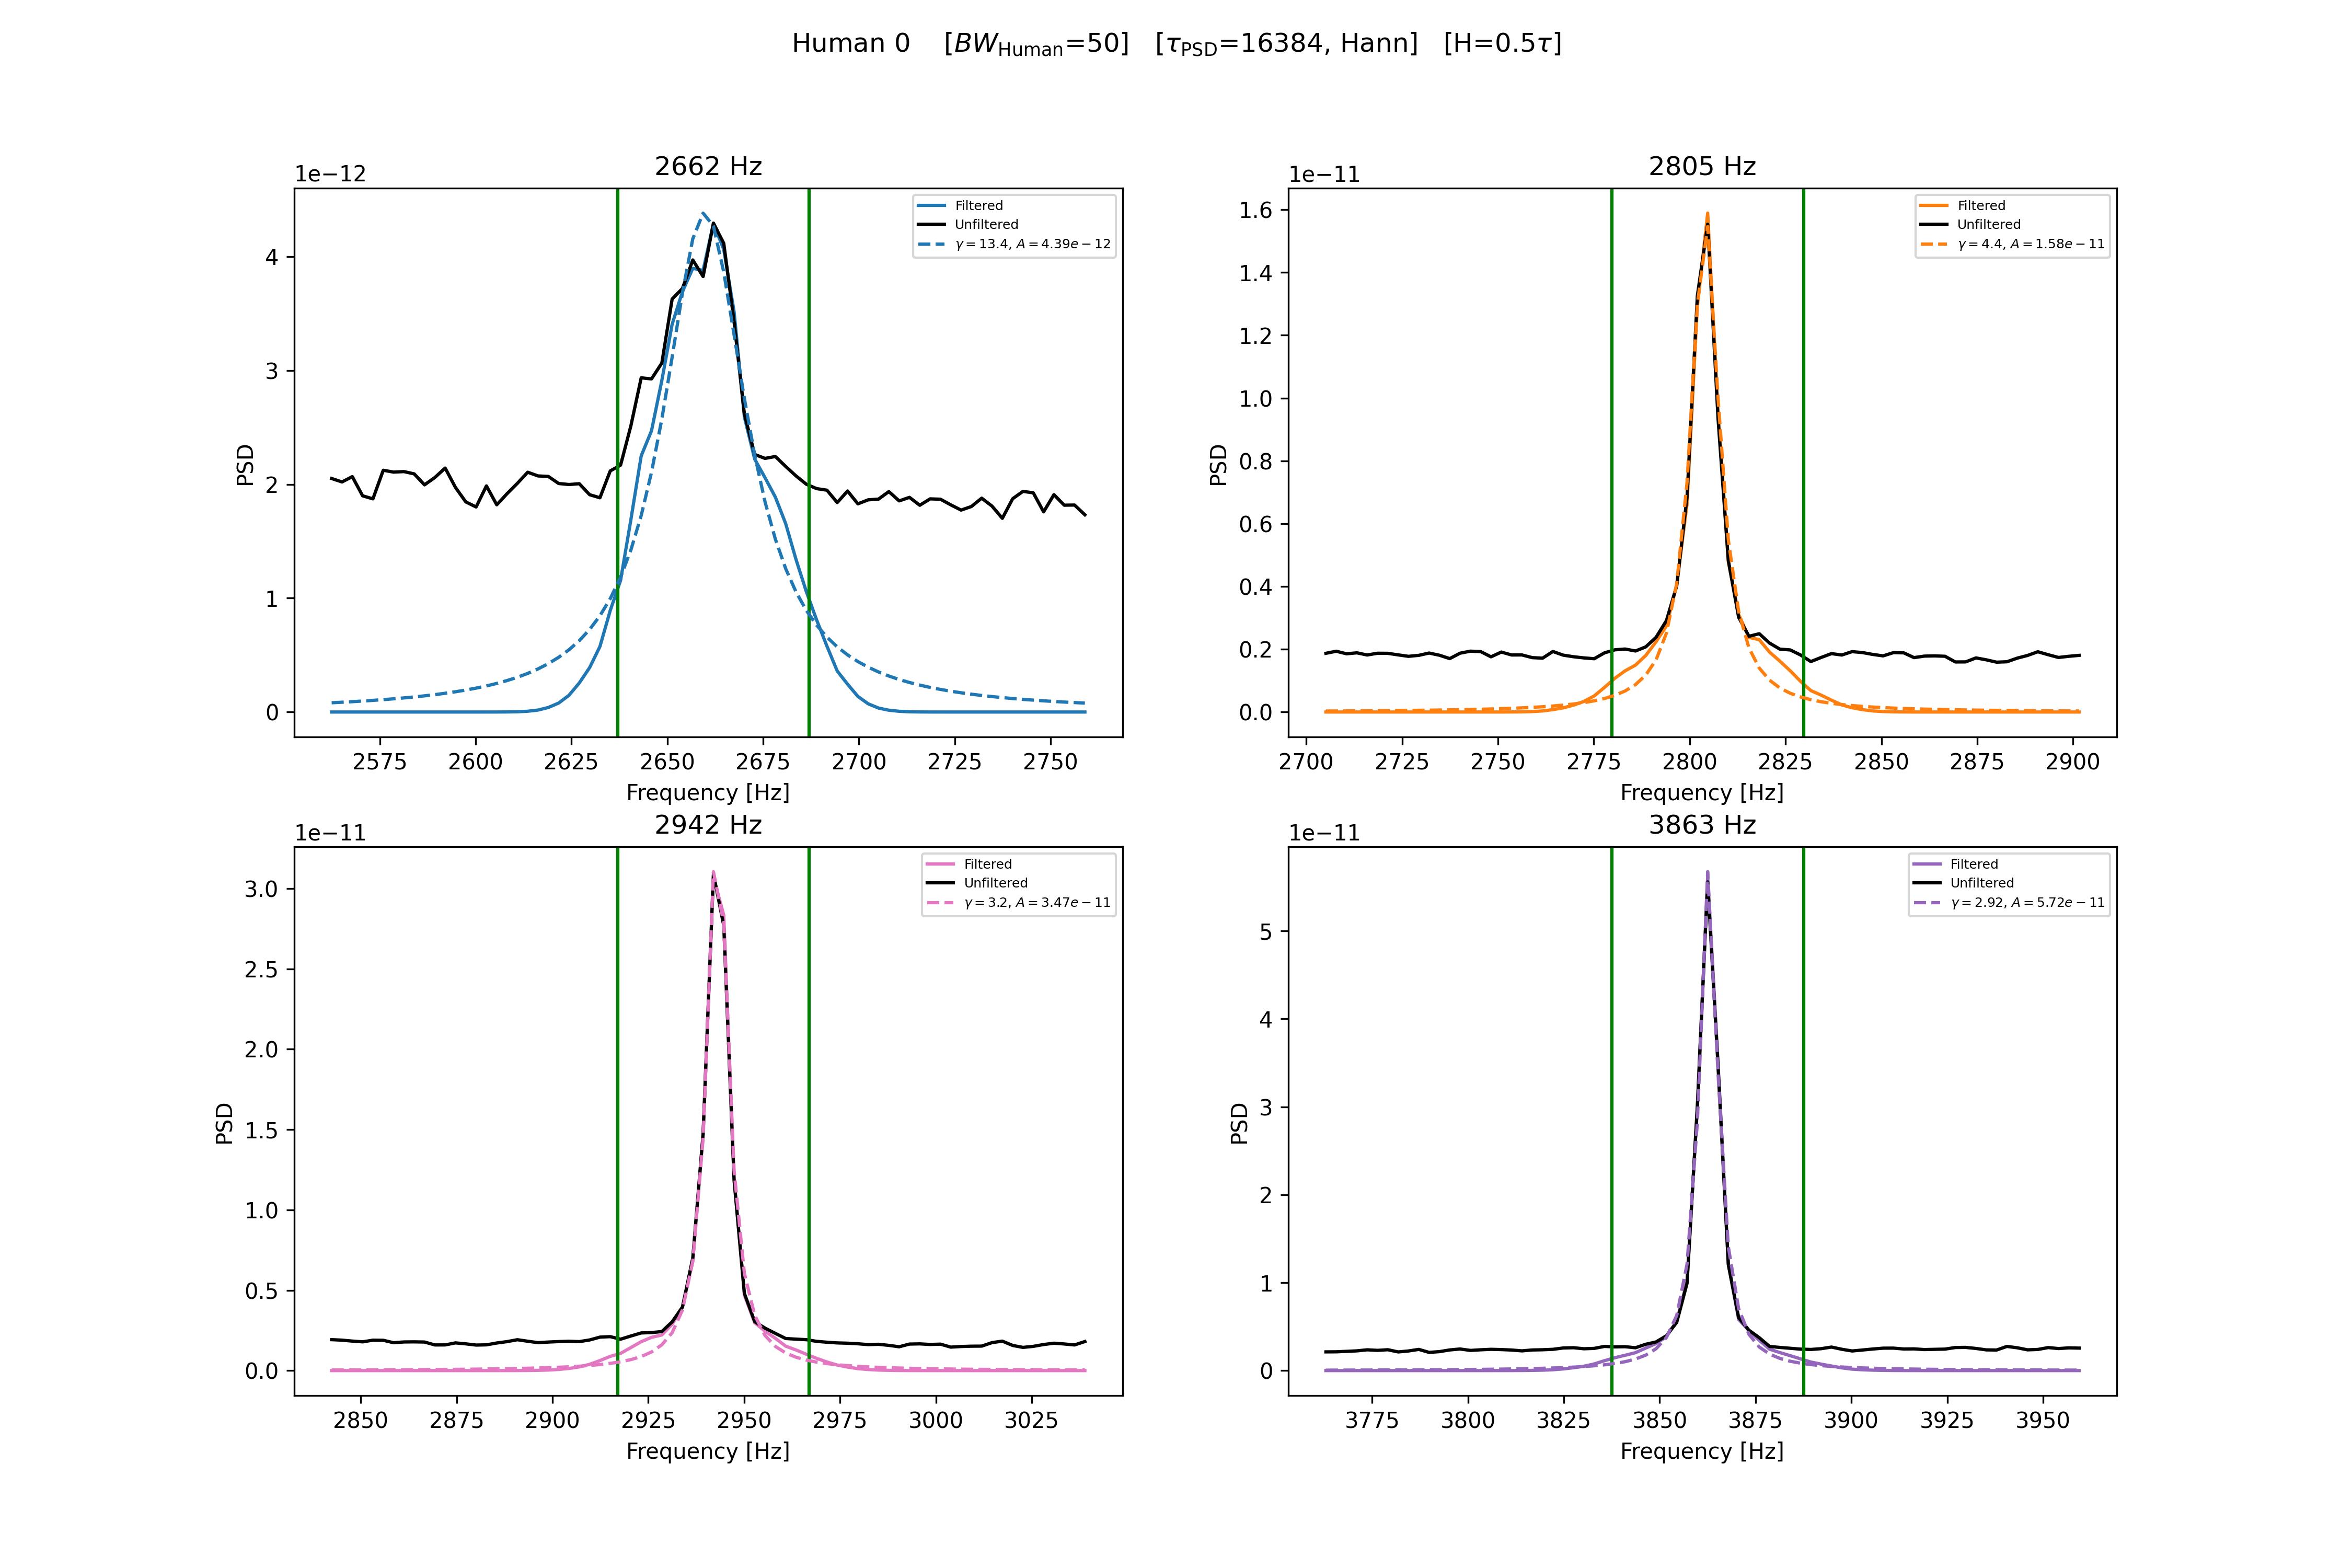 Human 0 [BW_Human=50] [τ_PSD=16384, Hann] [H=0.5τ]
2662 Hz
1e−12
Filtered
Unfiltered
γ = 13.4, A = 4.39e − 12
4
3
2
1
0
PSD
2575 2600 2625 2650 2675 2700 2725 2750
Frequency [Hz]
2805 Hz
1e−11
Filtered
Unfiltered
γ = 4.4, A = 1.58e − 11
1.6
1.4
1.2
1.0
0.8
0.6
0.4
0.2
0.0
PSD
2700 2725 2750 2775 2800 2825 2850 2875 2900
Frequency [Hz]
2942 Hz
1e−11
Filtered
Unfiltered
γ = 3.2, A = 3.47e − 11
3.0
2.5
2.0
1.5
1.0
0.5
0.0
PSD
2850 2875 2900 2925 2950 2975 3000 3025
Frequency [Hz]
3863 Hz
1e−11
Filtered
Unfiltered
γ = 2.92, A = 5.72e − 11
5
4
3
2
1
0
PSD
3775 3800 3825 3850 3875 3900 3925 3950
Frequency [Hz]